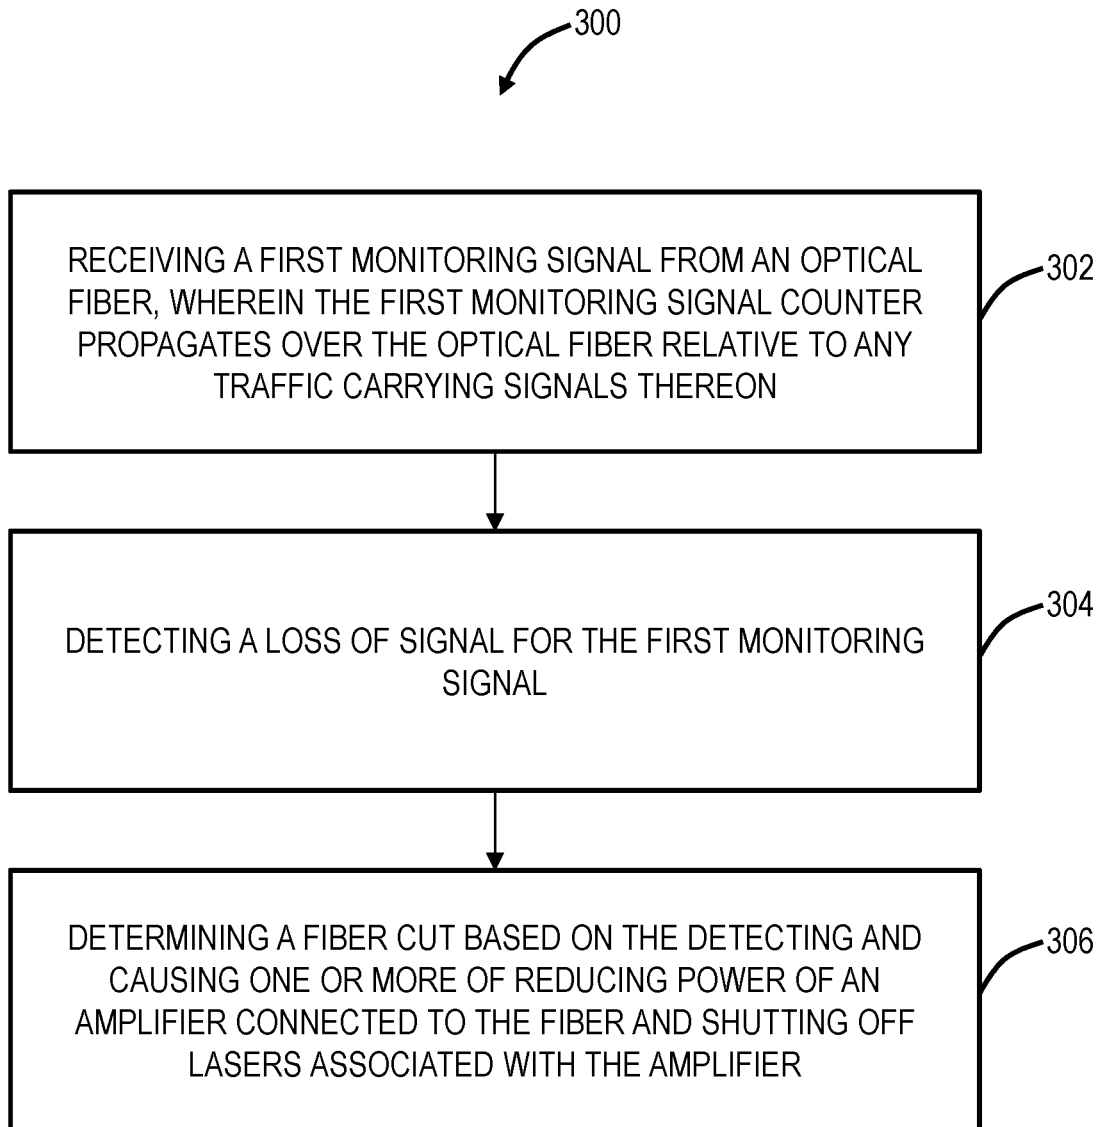 300
RECEIVING A FIRST MONITORING SIGNAL FROM AN OPTICAL
FIBER, WHEREIN THE FIRST MONITORING SIGNAL COUNTER
PROPAGATES OVER THE OPTICAL FIBER RELATIVE TO ANY
TRAFFIC CARRYING SIGNALS THEREON
302
DETECTING A LOSS OF SIGNAL FOR THE FIRST MONITORING
SIGNAL
304
DETERMINING A FIBER CUT BASED ON THE DETECTING AND
CAUSING ONE OR MORE OF REDUCING POWER OF AN
AMPLIFIER CONNECTED TO THE FIBER AND SHUTTING OFF
LASERS ASSOCIATED WITH THE AMPLIFIER
306